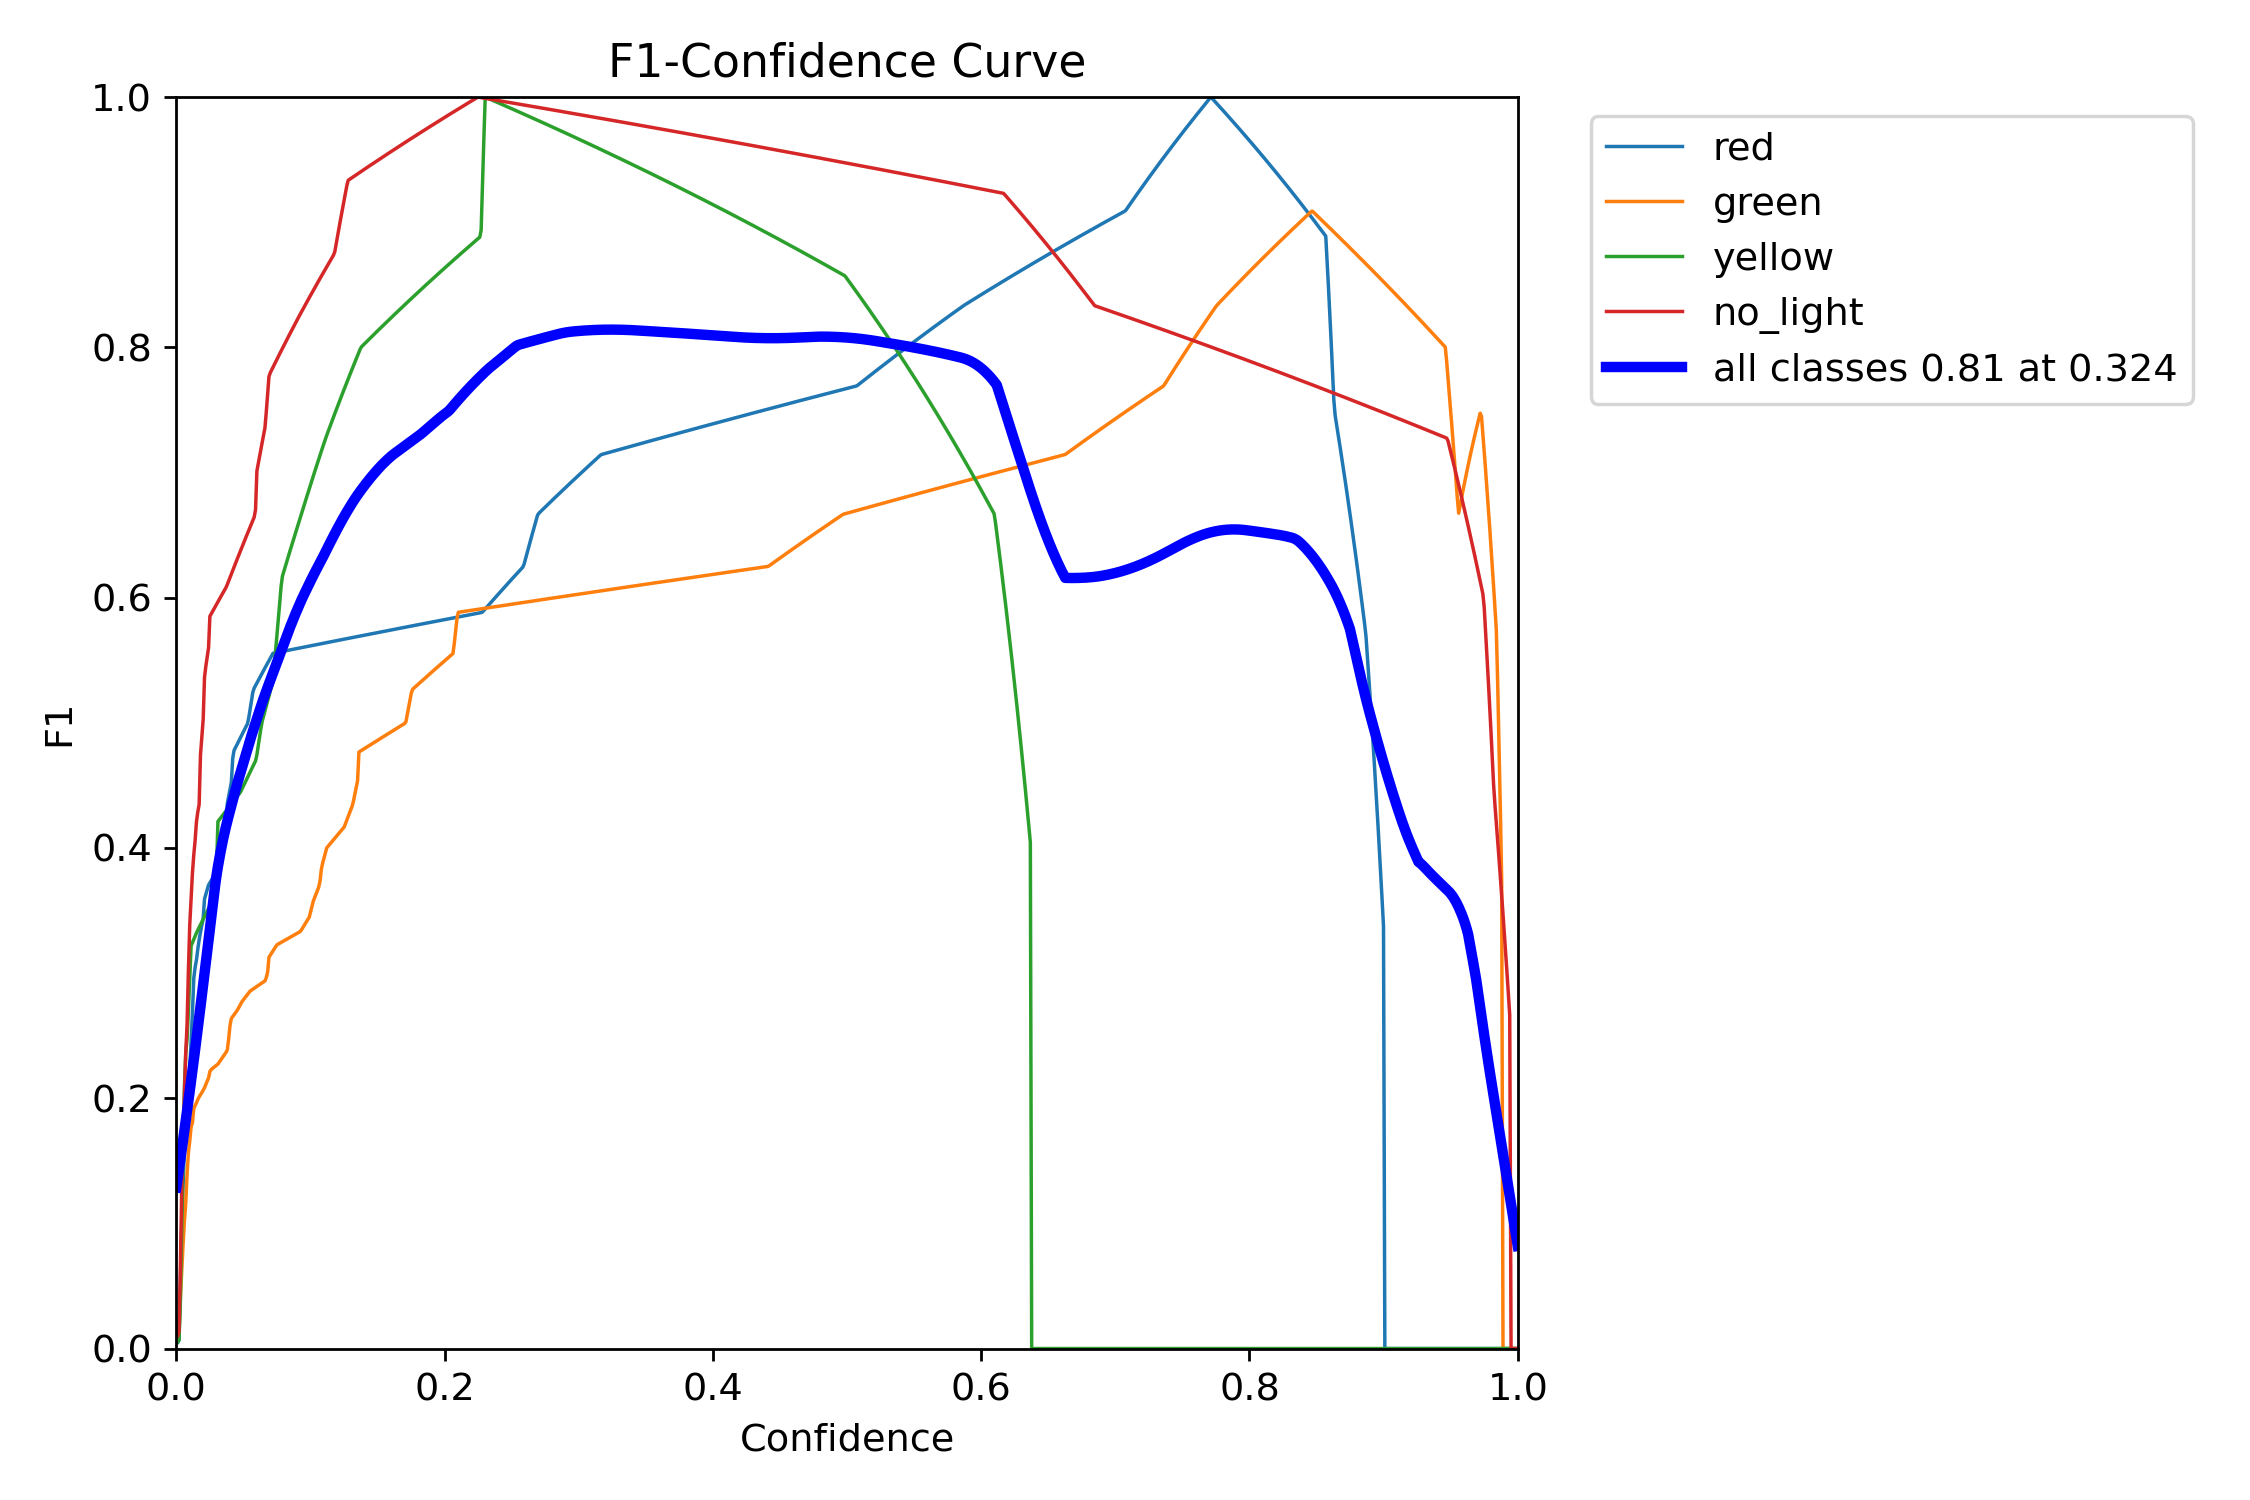 F1-Confidence Curve
1.0
0.8
0.6
0.4
0.2
0.0
F1
0.0 0.2 0.4 0.6 0.8 1.0
Confidence
red
green
yellow
no_light
all classes 0.81 at 0.324